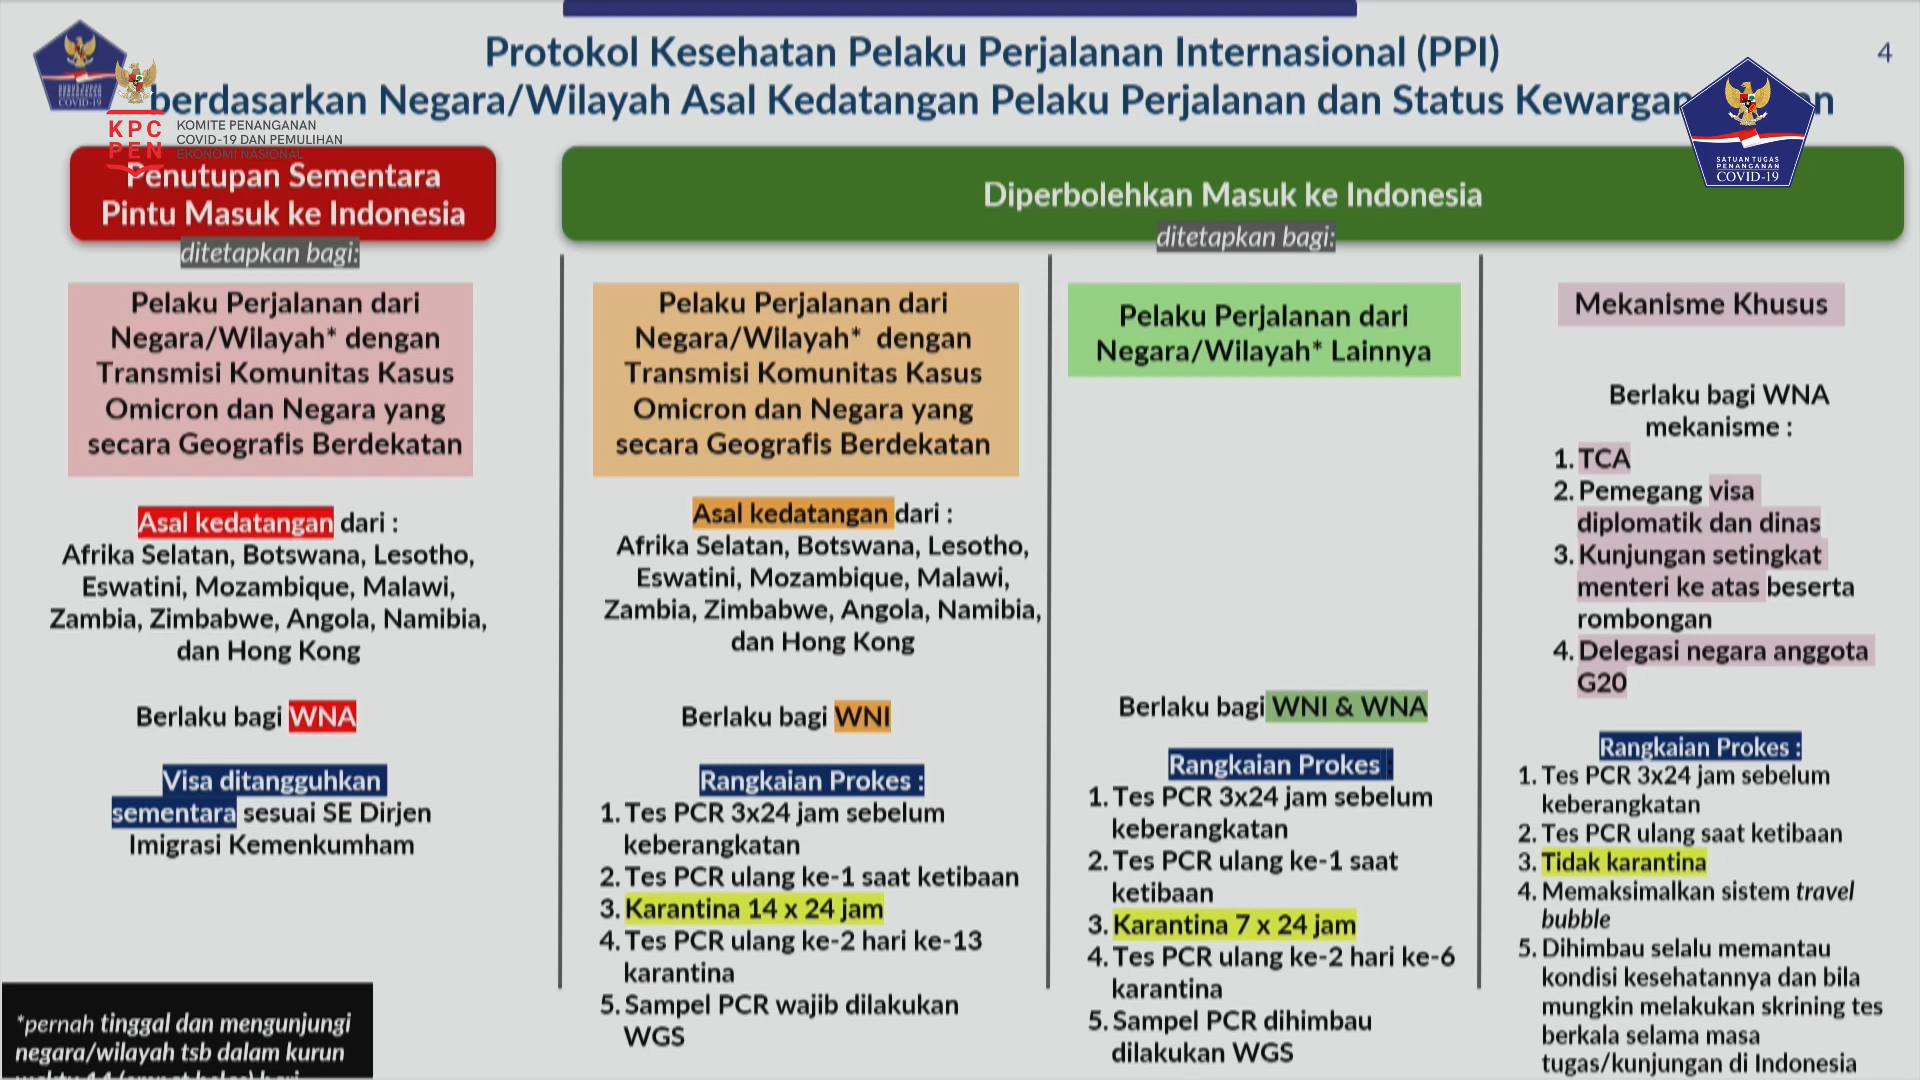 Protokol Kesehatan Pelaku Perjalanan Internasional (PPI)
4
berdasarkan Negara/Wilayah Asal Kedatangan Pelaku Perjalanan dan Status
COVID-19
KPC
PEN
KOMITE PENANGANAN
COVID-19 DAN PEMULIHAN
EKONOMI NASIONAL
SATUAN TUGAS
PENANGANAN
COVID-19
Penutupan Sementara
Pintu Masuk ke Indonesia
ditetapkan bagi:
Pelaku Perjalanan dari
Negara/Wilayah* dengan
Transmisi Komunitas Kasus
Omicron dan Negara yang
secara Geografis Berdekatan
Asal kedatangan dari :
Afrika Selatan, Botswana, Lesotho,
Eswatini, Mozambique, Malawi,
Zambia, Zimbabwe, Angola, Namibia,
dan Hong Kong
Berlaku bagi WNA
Visa ditangguhkan
sementara sesuai SE Dirjen
Imigrasi Kemenkumham
*pernah tinggal dan mengunjungi
negara/wilayah tsb dalam kurun
Diperbolehkan Masuk ke Indonesia
ditetapkan bagi:
Pelaku Perjalanan dari
Negara/Wilayah* dengan
Transmisi Komunitas Kasus
Omicron dan Negara yang
secara Geografis Berdekatan
Asal kedatangan dari :
Afrika Selatan, Botswana, Lesotho,
Eswatini, Mozambique, Malawi,
Zambia, Zimbabwe, Angola, Namibia,
dan Hong Kong
Berlaku bagi WNI
Rangkaian Prokes :
1. Tes PCR 3x24 jam sebelum
keberangkatan
2. Tes PCR ulang ke-1 saat ketibaan
3. Karantina 14 x 24 jam
4. Tes PCR ulang ke-2 hari ke-13
karantina
5. Sampel PCR wajib dilakukan
WGS
Pelaku Perjalanan dari
Negara/Wilayah* Lainnya
Berlaku bagi WNI & WNA
Rangkaian Prokes :
1. Tes PCR 3x24 jam sebelum
keberangkatan
2. Tes PCR ulang ke-1 saat
ketibaan
3. Karantina 7 x 24 jam
4. Tes PCR ulang ke-2 hari ke-6
karantina
5. Sampel PCR dihimbau
dilakukan WGS
Mekanisme Khusus
Berlaku bagi WNA
mekanisme :
1. TCA
2. Pemegang visa
diplomatik dan dinas
3. Kunjungan setingkat
menteri ke atas beserta
rombongan
4. Delegasi negara anggota
G20
Rangkaian Prokes :
1. Tes PCR 3x24 jam sebelum
keberangkatan
2. Tes PCR ulang saat ketibaan
3. Tidak karantina
4. Memaksimalkan sistem travel
bubble
5. Dihimbau selalu memantau
kondisi kesehatannya dan bila
mungkin melakukan skrining tes
berkala selama masa
tugas/kunjungan di Indonesia